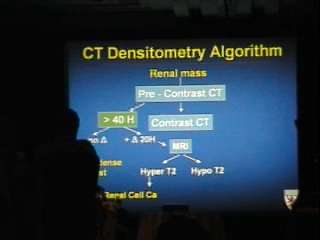 CT Densitometry Algorithm
Renal mass
Pre - Contrast CT
> 40 H
Contrast CT
+ Δ 20H
MRI
Hyper T2
Hypo T2
Renal Cell Ca